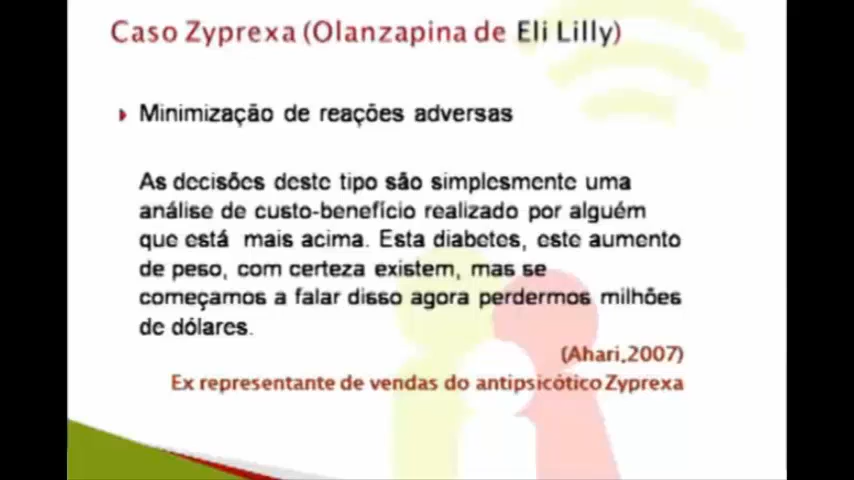 Caso Zyprexa (Olanzapina de Eli Lilly)
Minimização de reações adversas
As decisões deste tipo são simplesmente uma
análise de custo-benefício realizado por alguém
que está mais acima. Esta diabetes, este aumento
de peso, com certeza existem, mas se
começamos a falar disso agora perdermos milhões
de dólares.
(Ahari,2007)
Ex representante de vendas do antipsicótico Zyprexa